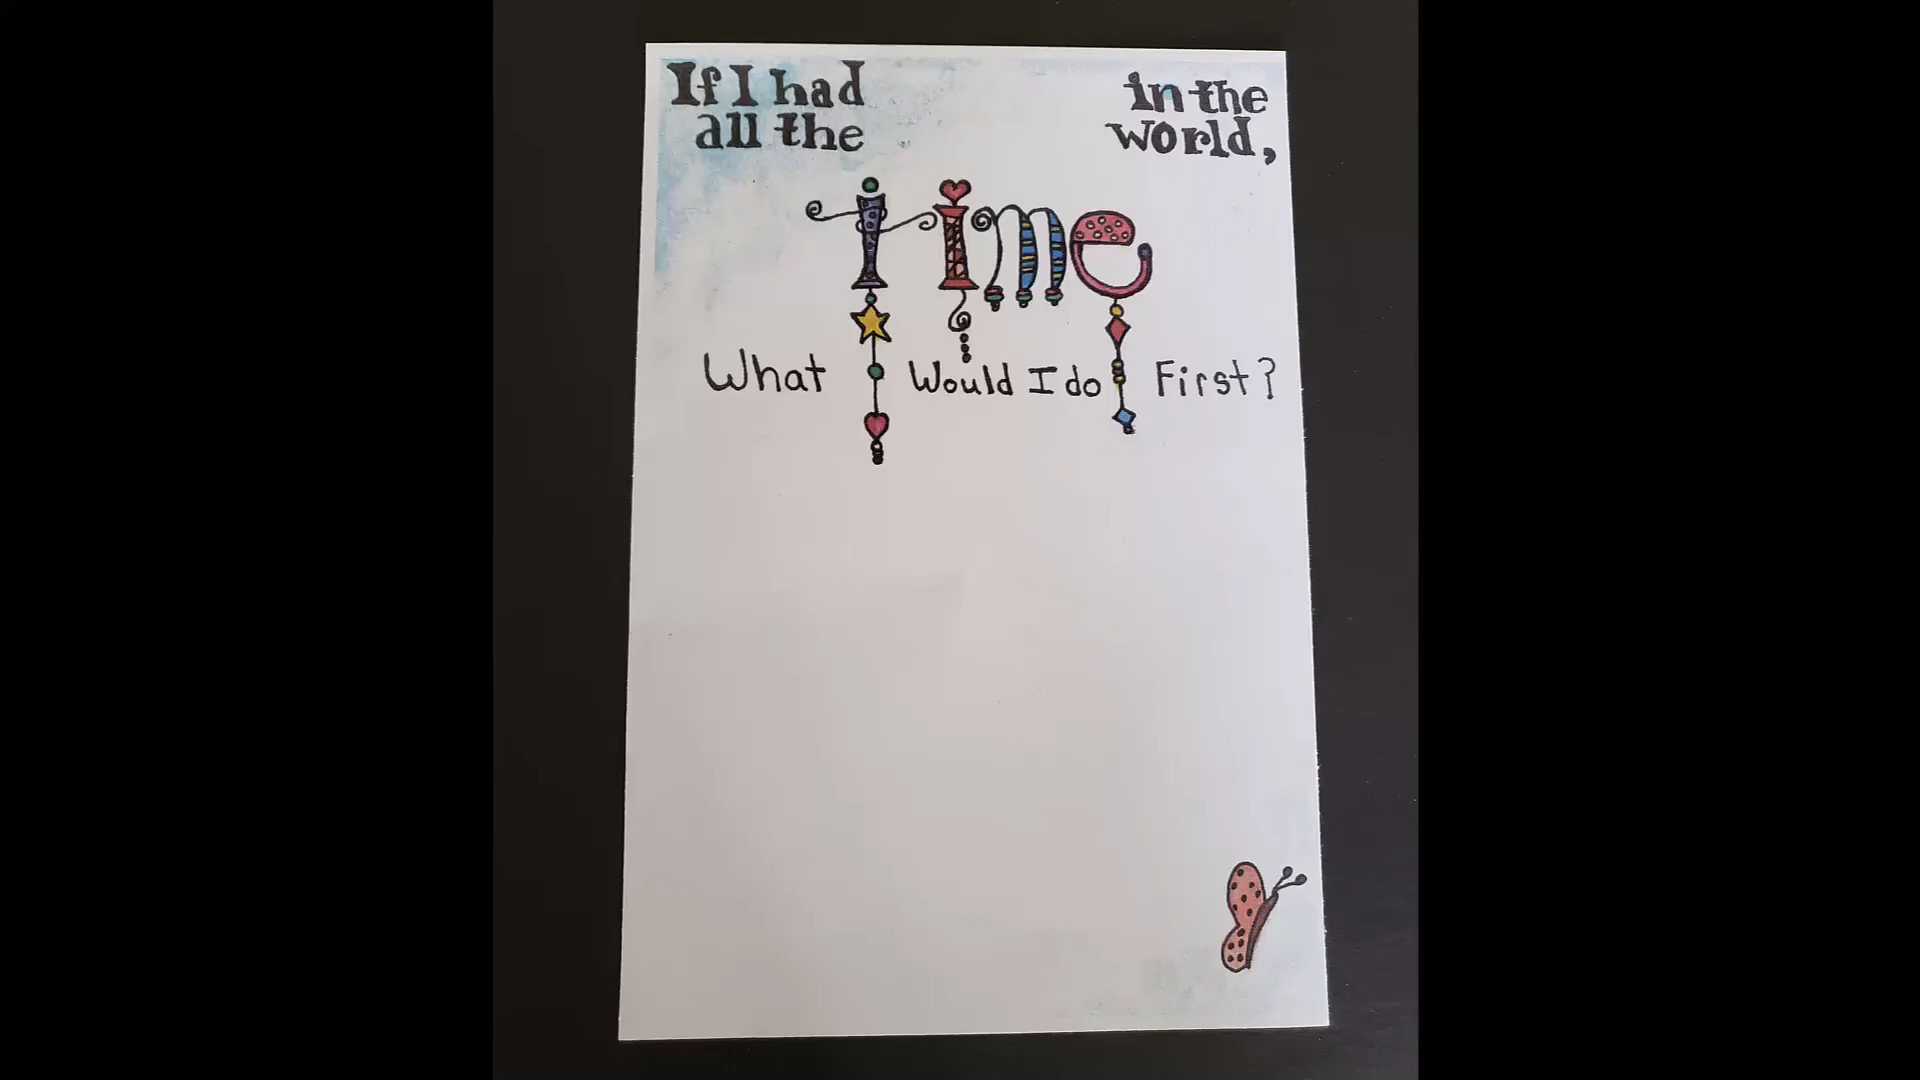 If I had
all the
time
in the
world,
What Would I do First?